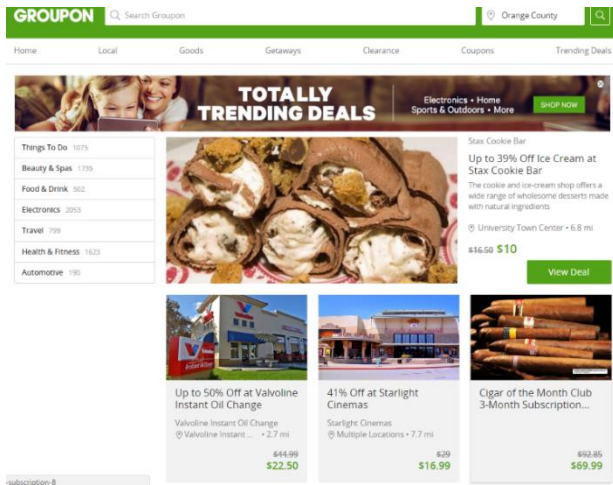 GROUPON
Search Groupon
Orange County
Home Local Goods Getaways Clearance Coupons Trending Deals
TOTALLY
TRENDING DEALS
Electronics • Home
Sports & Outdoors • More
SHOP NOW
Things To Do 1075
Beauty & Spas 1795
Food & Drink 502
Electronics 2053
Travel 799
Health & Fitness 1623
Automotive 190
Stax Cookie Bar
Up to 39% Off Ice Cream at
Stax Cookie Bar
The cookie and ice-cream shop offers a
wide range of wholesome desserts made
with natural ingredients
University Town Center • 6.8 mi
$16.50 $10
View Deal
Up to 50% Off at Valvoline
Instant Oil Change
Valvoline Instant Oil Change
Valvoline Instant ... • 2.7 mi
$44.99
$22.50
41% Off at Starlight
Cinemas
Starlight Cinemas
Multiple Locations • 7.7 mi
$29
$16.99
Cigar of the Month Club
3-Month Subscription...
$92.85
$69.99
-subscription-8